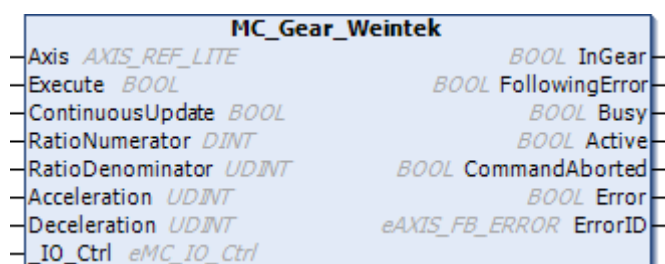 MC_Gear_Weintek
Axis AXIS_REF_LITE BOOL InGear
Execute BOOL BOOL FollowingError
ContinuousUpdate BOOL BOOL Busy
RatioNumerator DINT BOOL Active
RatioDenominator UDINT BOOL CommandAborted
Acceleration UDINT BOOL Error
Deceleration UDINT eAXIS_FB_ERROR ErrorID
_IO_Ctrl eMC_IO_Ctrl